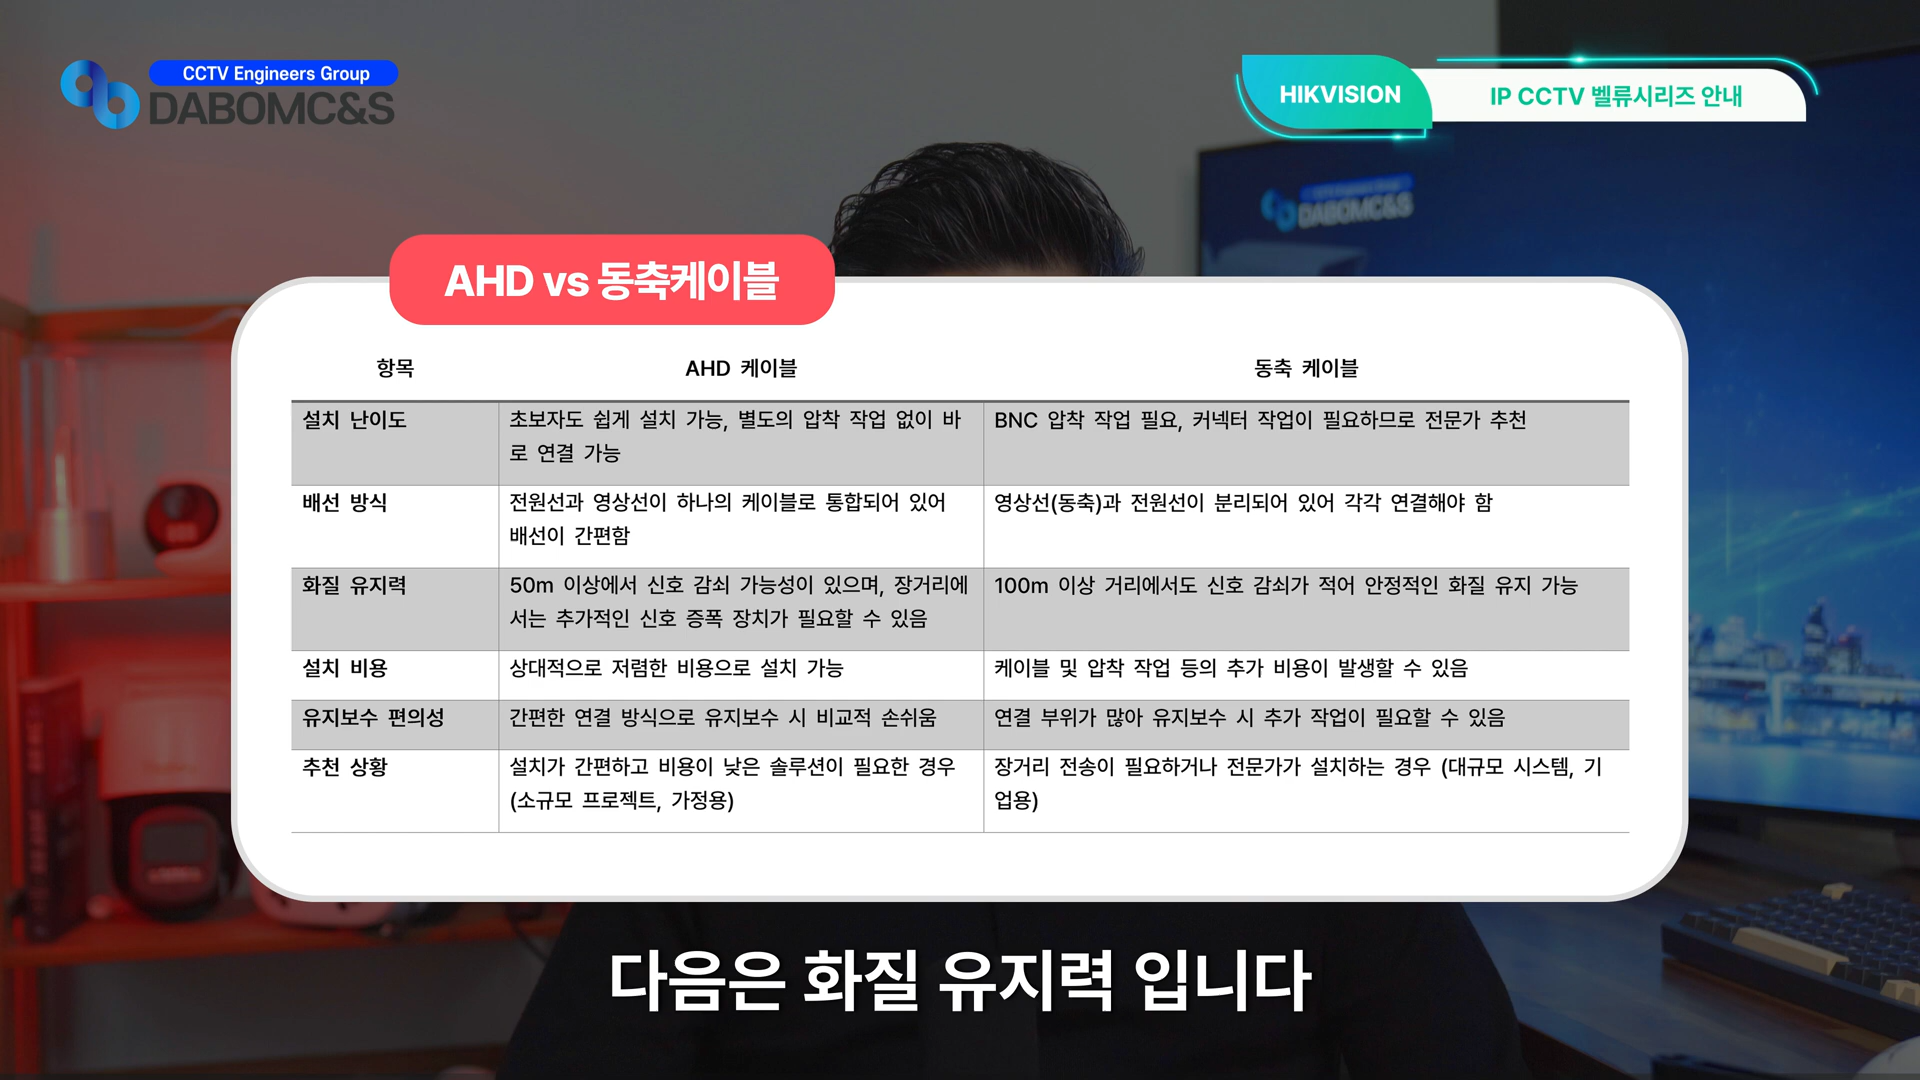 CCTV Engineers Group
DABOMC&S
HIKVISION
IP CCTV 벨류시리즈 안내
DABOMC&S
AHD vs 동축케이블
항목
AHD 케이블
동축 케이블
설치 난이도
초보자도 쉽게 설치 가능, 별도의 압착 작업 없이 바
로 연결 가능
BNC 압착 작업 필요, 커넥터 작업이 필요하므로 전문가 추천
배선 방식
전원선과 영상선이 하나의 케이블로 통합되어 있어
배선이 간편함
영상선(동축)과 전원선이 분리되어 있어 각각 연결해야 함
화질 유지력
50m 이상에서 신호 감쇠 가능성이 있으며, 장거리에
서는 추가적인 신호 증폭 장치가 필요할 수 있음
100m 이상 거리에서도 신호 감쇠가 적어 안정적인 화질 유지 가능
설치 비용
상대적으로 저렴한 비용으로 설치 가능
케이블 및 압착 작업 등의 추가 비용이 발생할 수 있음
유지보수 편의성
간편한 연결 방식으로 유지보수 시 비교적 손쉬움
연결 부위가 많아 유지보수 시 추가 작업이 필요할 수 있음
추천 상황
설치가 간편하고 비용이 낮은 솔루션이 필요한 경우
(소규모 프로젝트, 가정용)
장거리 전송이 필요하거나 전문가가 설치하는 경우 (대규모 시스템, 기
업용)
다음은 화질 유지력 입니다